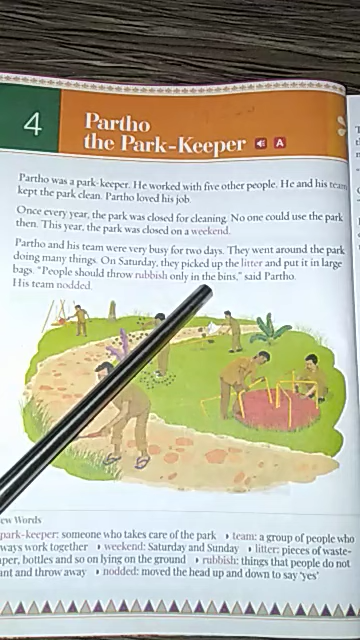 4
Partho
the Park-Keeper
A
Partho was a park-keeper. He worked with five other people. He and his team
kept the park clean. Partho loved his job.
Once every year, the park was closed for cleaning. No one could use the park
then. This year, the park was closed on a weekend.
Partho and his team were very busy for two days. They went around the park
doing many things. On Saturday, they picked up the litter and put it in large
bags. "People should throw rubbish only in the bins," said Partho.
His team nodded.
ew Words
park-keeper: someone who takes care of the park • team: a group of people who
ways work together • weekend: Saturday and Sunday • litter: pieces of waste-
aper, bottles and so on lying on the ground • rubbish: things that people do not
ant and throw away • nodded: moved the head up and down to say 'yes'